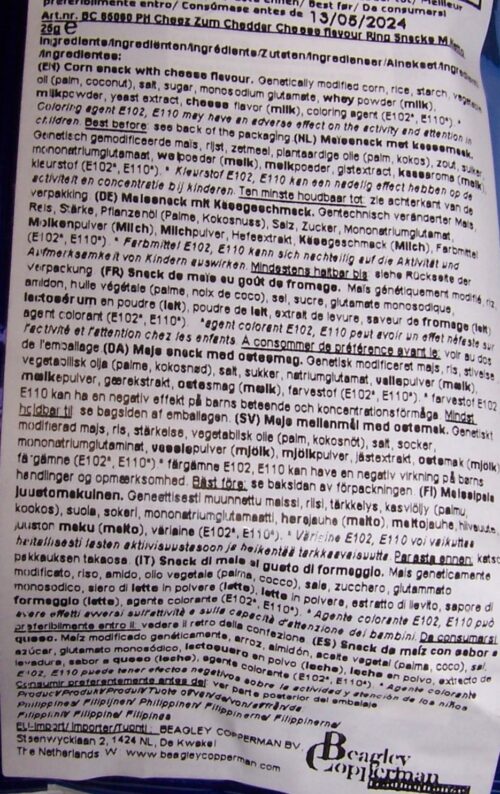 preferibilmente entro/ Consúmase antes de 13/05/2024
Art.nr. BC 86060 PH Cheez Zum Cheddar Cheese flavour Ring Snacks M
25g e
Ingredients/Ingrediënten/Ingrédients/Zutaten/Ingredienser/Ainekset/
Ingredientes:
(EN) Corn snack with cheese flavour. Genetically modified corn, rice, starch, vegetable
oil (palm, coconut), salt, sugar, monosodium glutamate, whey powder (milk),
milkpowder, yeast extract, cheese flavor (milk), coloring agent (E102*, E110*). *
Coloring agent E102, E110 may have an adverse effect on the activity and attention in
children. Best before: see back of the packaging (NL) Maïssnack met kaassmaak.
Genetisch gemodificeerde maïs, rijst, zetmeel, plantaardige olie (palm, kokos), zout, suiker,
mononatriumglutamaat, weipoeder (melk), melkpoeder, gistextract, kaasaroma (melk),
kleurstof (E102*, E110*). * Kleurstof E102, E110 kan een nadelig effect hebben op de
activiteit en concentratie bij kinderen. Ten minste houdbaar tot: zie achterkant van de
verpakking (DE) Maissnack mit Käsegeschmack. Gentechnisch veränderter Mais,
Reis, Stärke, Pflanzenöl (Palme, Kokosnuss), Salz, Zucker, Mononatriumglutamat,
Molkenpulver (Milch), Milchpulver, Hefeextrakt, Käsegeschmack (Milch), Farbmittel
(E102*, E110*). * Farbmittel E102, E110 kann sich nachteilig auf die Aktivität und
Aufmerksamkeit von Kindern auswirken. Mindestens haltbar bis: siehe Rückseite der
verpackung (FR) Snack de maïs au goût de fromage. Maïs génétiquement modifié, riz,
amidon, huile végétale (palme, noix de coco), sel, sucre, glutamate monosodique,
lactosérum en poudre (lait), poudre de lait, extrait de levure, saveur de fromage (lait),
agent colorant (E102*, E110*). *agent colorant E102, E110 peut avoir un effet néfaste sur
l'activité et l'attention chez les enfants. A consommer de préférence avant le: voir au dos
de l'emballage (DA) Majs snack med ostesmag. Genetisk modificeret majs, ris, stivelse,
vegetabilsk olja (palme, kokosnød), salt, sukker, natriumglutamat, vallepulver (mælk),
mælkepulver, gærekstrakt, ostesmag (mælk), farvestof (E102*, E110*). * farvestof E102,
E110 kan ha en negativ effekt på barns beteende och koncentrationsförmåga. Mindst
holdbar til: se bagsiden af emballagen. (SV) Majs mellanmål med ostsmak. Genetiskt
modifierad majs, ris, stärkelse, vegetabilsk olie (palm, kokosnöt), salt, socker,
mononatriumglutaminat, vasslepulver (mjölk), mjölkpulver, jästextrakt, ostsmak (mjölk),
färgämne (E102*, E110*).* färgämne E102, E110 kan have en negativ virkning på børns
handlinger og opmærksomhed. Bäst före: se baksidan av förpackningen. (FI) Maissipala
juustomakuinen. Geneettisesti muunnettu maissi, riisi, tärkkelys, kasviöljy (palmu,
kookos), suola, sokeri, mononatriumglutamaatti, herajauhe (maito), maitojauhe, hiivauute,
juuston maku (maito), väriaine (E102*, E110*). * Väriaine E102, E110 voi vaikuttaa
heitellisesti lasten aktiivisuustasoon ja heikentää tarkkaavaisuutta. Parasta ennen: katso
pakkauksen takaosa. (IT) Snack di mais al gusto di formaggio. Mais geneticamente
modificato, riso, amido, olio vegetale (palma, cocco), sale, zucchero, glutammato
monosodico, siero di latte in polvere (latte), latte in polvere, estratto di lievito, sapore di
formaggio (latte), agente colorante (E102*, E110*). * Agente colorante E102, E110 può
avere effetti avversi sull'attività e sulla capacità d'attenzione dei bambini. Da consumarsi
preferibilmente entro il: vedere il retro della confezione (ES) Snack de maíz con sabor a
queso. Maíz modificado genéticamente, arroz, almidón, aceite vegetal (palma, coco), sal,
azúcar, glutamato monosódico, lactosuero en polvo (leche), leche en polvo, extracto de
levadura, sabor a queso (leche), agente colorante (E102*, E110*). * Agente colorante
E102, E110 puede tener efectos negativos sobre la actividad y atención de los niños
Consumir preferentemente antes del: ver parte posterior del embalaje
Product/Produkt/Produit/Tuote of/van/de/von/af/från/da
Philippines/ Filipijnen/ Philippinen/ Filippinerne/ Filippinerna/
Filippiinit/ Filippine/ Filipinas
EU-Import/ Importer/Tuonti: BEAGLEY COPPERMAN BV,
Steenwycklaan 2, 1424 NL, De Kwakel
The Netherlands W www.beagleycopperman.com
Beagley
Copperman